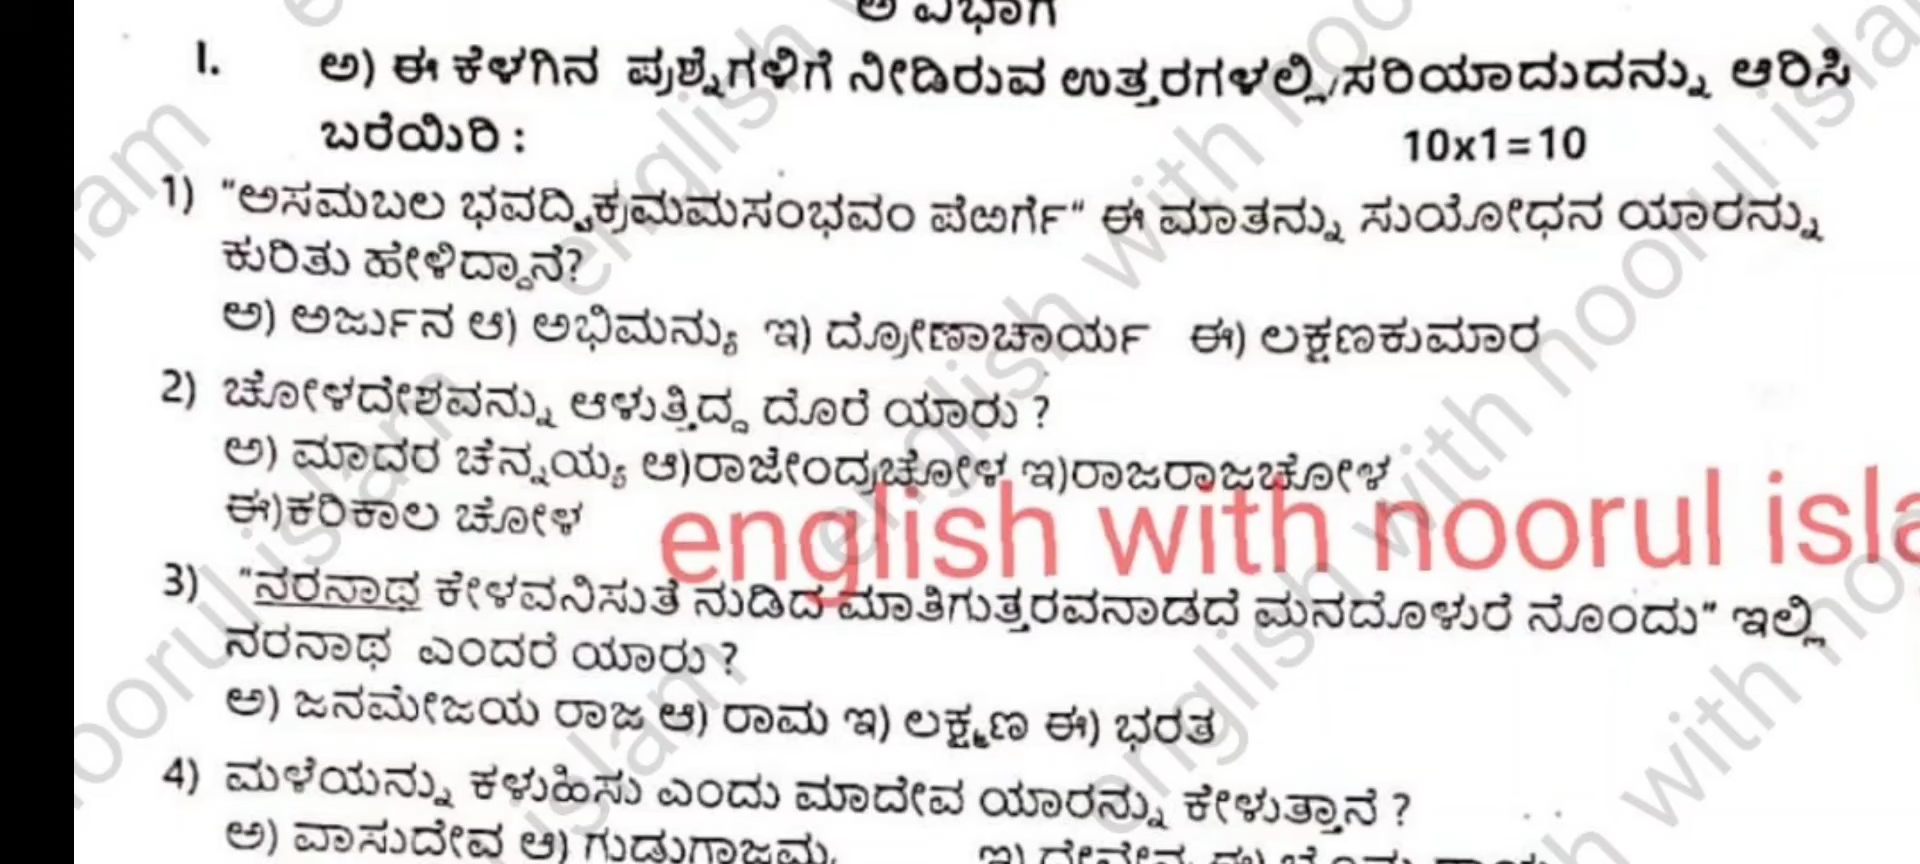 ಅ ವಿಭಾಗ
I. ಅ) ಈ ಕೆಳಗಿನ ಪ್ರಶ್ನೆಗಳಿಗೆ ನೀಡಿರುವ ಉತ್ತರಗಳಲ್ಲಿ ಸರಿಯಾದುದನ್ನು ಆರಿಸಿ
ಬರೆಯಿರಿ : 10x1=10
1) "ಅಸಮಬಲ ಭವದ್ವಿಕ್ರಮಮಸಂಭವಂ ಪೆಱರ್ಗೆ" ಈ ಮಾತನ್ನು ಸುಯೋಧನ ಯಾರನ್ನು
ಕುರಿತು ಹೇಳಿದ್ದಾನೆ?
ಅ) ಅರ್ಜುನ ಆ) ಅಭಿಮನ್ಯು ಇ) ದ್ರೋಣಾಚಾರ್ಯ ಈ) ಲಕ್ಷಣಕುಮಾರ
2) ಚೋಳದೇಶವನ್ನು ಆಳುತ್ತಿದ್ದ ದೊರೆ ಯಾರು ?
ಅ) ಮಾದರ ಚೆನ್ನಯ್ಯ ಆ)ರಾಜೇಂದ್ರಚೋಳ ಇ)ರಾಜರಾಜಚೋಳ
ಈ)ಕರಿಕಾಲ ಚೋಳ
english with noorul isla
3) "ನರನಾಥ ಕೇಳವನಿಸುತೆ ನುಡಿದ ಮಾತಿಗುತ್ತರವನಾಡದೆ ಮನದೊಳುರೆ ನೊಂದು" ಇಲ್ಲಿ
ನರನಾಥ ಎಂದರೆ ಯಾರು ?
ಅ) ಜನಮೇಜಯ ರಾಜ ಆ) ರಾಮ ಇ) ಲಕ್ಷ್ಮಣ ಈ) ಭರತ
4) ಮಳೆಯನ್ನು ಕಳುಹಿಸು ಎಂದು ಮಾದೇವ ಯಾರನ್ನು ಕೇಳುತ್ತಾನೆ ?
ಅ) ವಾಸುದೇವ ಆ) ಗುಡುಗಾಜಮ್ಮ